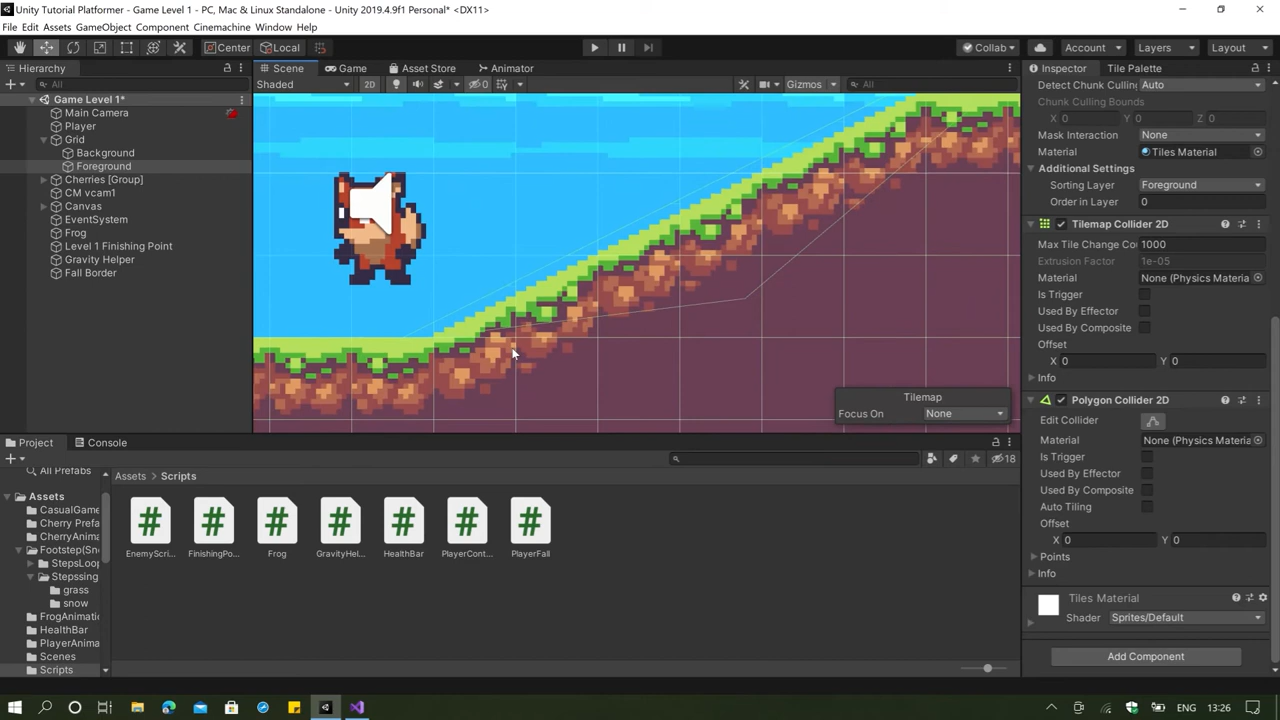 Unity Tutorial Platformer - Game Level 1 - PC, Mac & Linux Standalone - Unity 2019.4.9f1 Personal* <DX11>
File Edit Assets GameObject Component Cinemachine Window Help
Center Local Collab Account Layers Layout
Hierarchy
All
Game Level 1*
Main Camera
Player
Grid
Background
Foreground
Cherries [Group]
CM vcam1
Canvas
EventSystem
Frog
Level 1 Finishing Point
Gravity Helper
Fall Border
Scene Game Asset Store Animator
Shaded 2D 0 Gizmos All
Tilemap
Focus On None
Inspector Tile Palette
Detect Chunk Culling Auto
Chunk Culling Bounds
X 0 Y 0 Z 0
Mask Interaction None
Material Tiles Material
Additional Settings
Sorting Layer Foreground
Order in Layer 0
Tilemap Collider 2D
Max Tile Change Co 1000
Extrusion Factor 1e-05
Material None (Physics Materia
Is Trigger
Used By Effector
Used By Composite
Offset
X 0 Y 0
Info
Polygon Collider 2D
Edit Collider
Material None (Physics Materia
Is Trigger
Used By Effector
Used By Composite
Auto Tiling
Offset
X 0 Y 0
Points
Info
Tiles Material
Shader Sprites/Default
Add Component
Project Console
18
All Prefabs
Assets
CasualGame
Cherry Prefa
CherryAnima
Footstep(Sno
StepsLoop
Stepssing
grass
snow
FrogAnimatio
HealthBar
PlayerAnima
Scenes
Scripts
Assets > Scripts
EnemyScri... FinishingPo... Frog GravityHel... HealthBar PlayerCont... PlayerFall
ENG 13:26